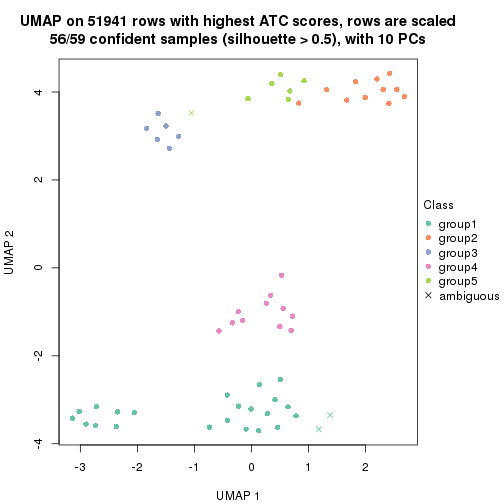 UMAP on 51941 rows with highest ATC scores, rows are scaled
56/59 confident samples (silhouette > 0.5), with 10 PCs
4
2
0
-2
-4
UMAP 2
-3
-2
-1
0
1
2
UMAP 1
Class
group1
group2
group3
group4
group5
ambiguous